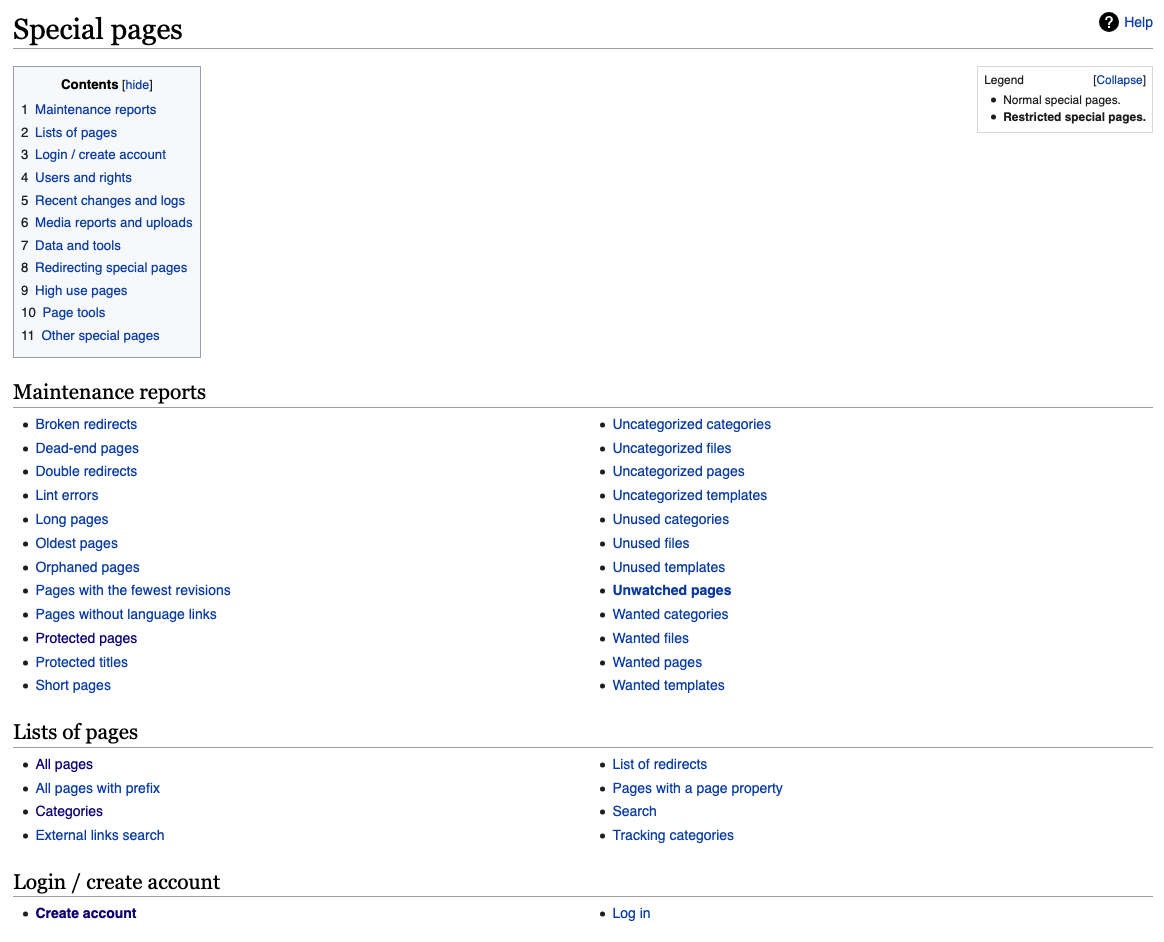 Special pages
Help
Contents [hide]
1 Maintenance reports
2 Lists of pages
3 Login / create account
4 Users and rights
5 Recent changes and logs
6 Media reports and uploads
7 Data and tools
8 Redirecting special pages
9 High use pages
10 Page tools
11 Other special pages
Legend [Collapse]
Normal special pages.
Restricted special pages.
Maintenance reports
Broken redirects
Dead-end pages
Double redirects
Lint errors
Long pages
Oldest pages
Orphaned pages
Pages with the fewest revisions
Pages without language links
Protected pages
Protected titles
Short pages
Uncategorized categories
Uncategorized files
Uncategorized pages
Uncategorized templates
Unused categories
Unused files
Unused templates
Unwatched pages
Wanted categories
Wanted files
Wanted pages
Wanted templates
Lists of pages
All pages
All pages with prefix
Categories
External links search
List of redirects
Pages with a page property
Search
Tracking categories
Login / create account
Create account
Log in